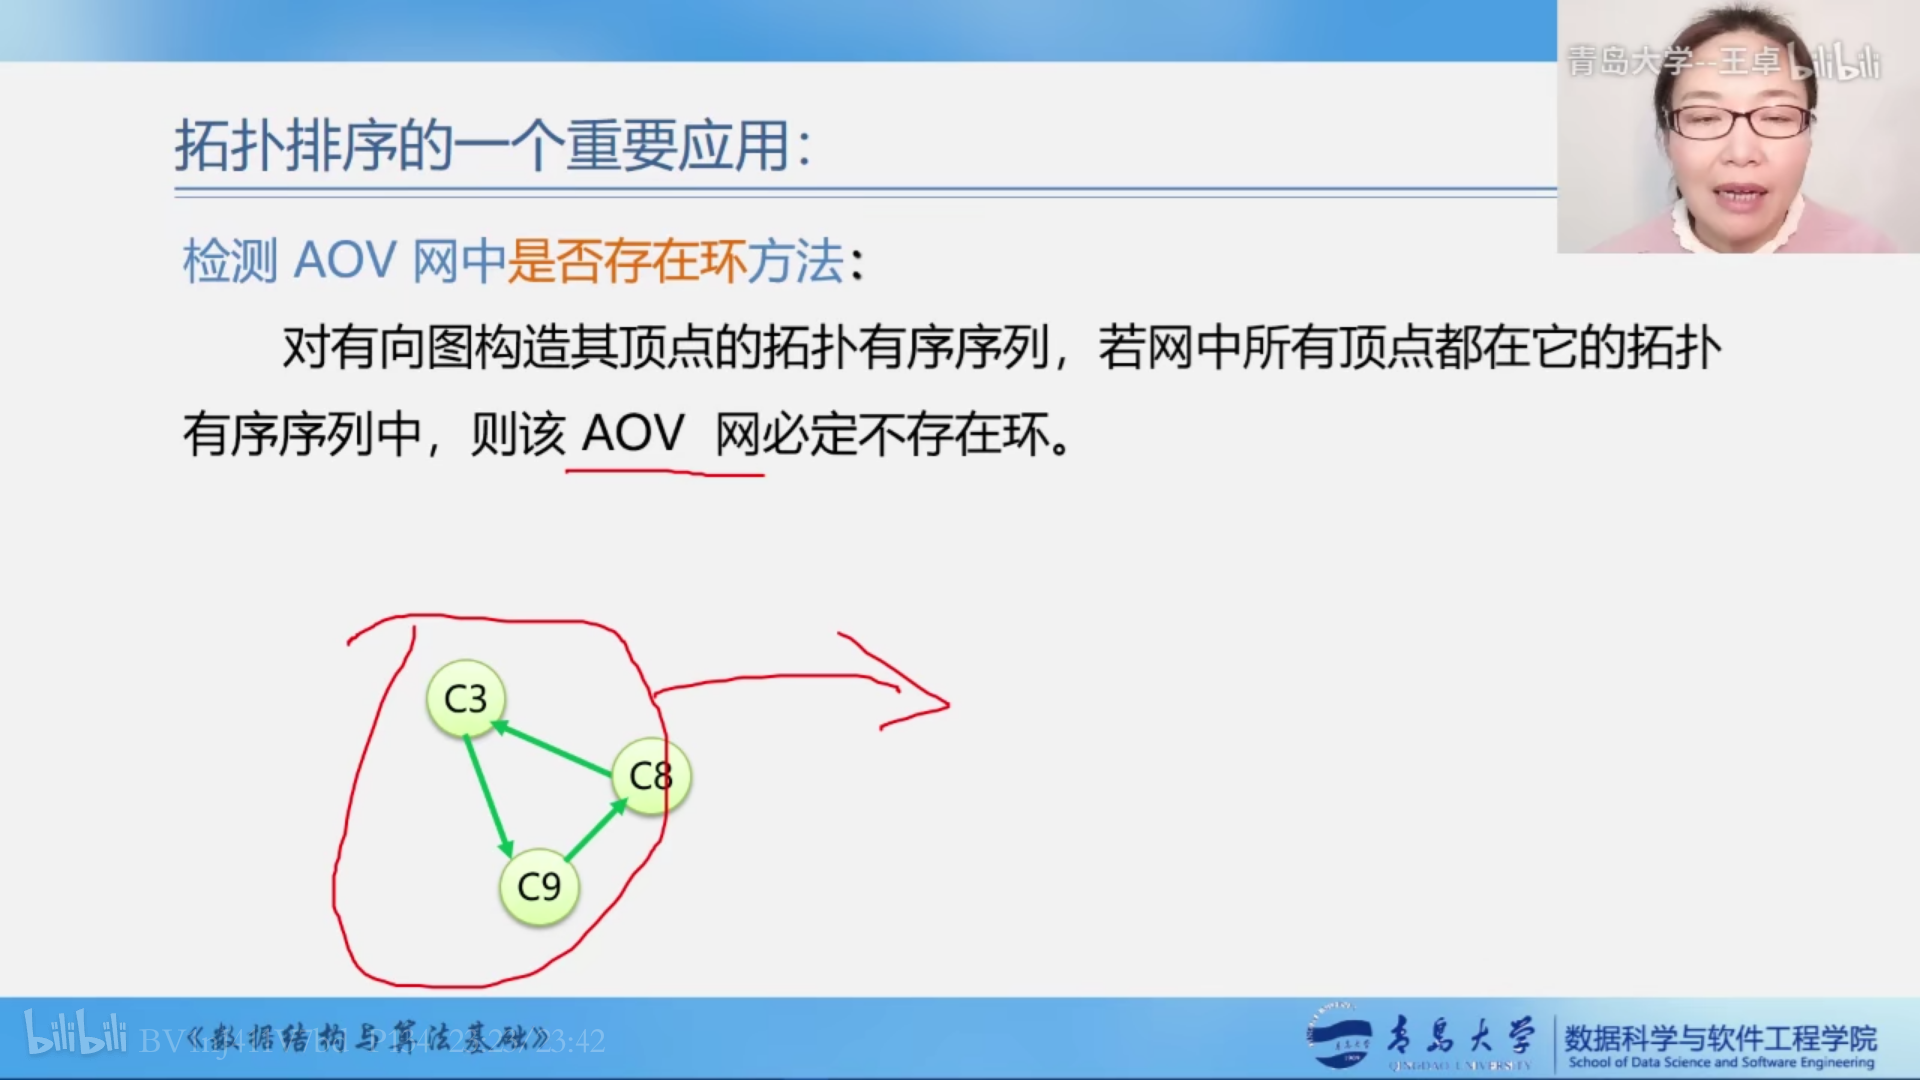 青岛大学--王卓 bilibili
拓扑排序的一个重要应用：
检测 AOV 网中是否存在环方法：
对有向图构造其顶点的拓扑有序序列，若网中所有顶点都在它的拓扑
有序序列中，则该 AOV 网必定不存在环。
C3
C8
C9
bilibili
《数据结构与算法基础》
青岛大学
QINGDAO UNIVERSITY
数据科学与软件工程学院
School of Data Science and Software Engineering